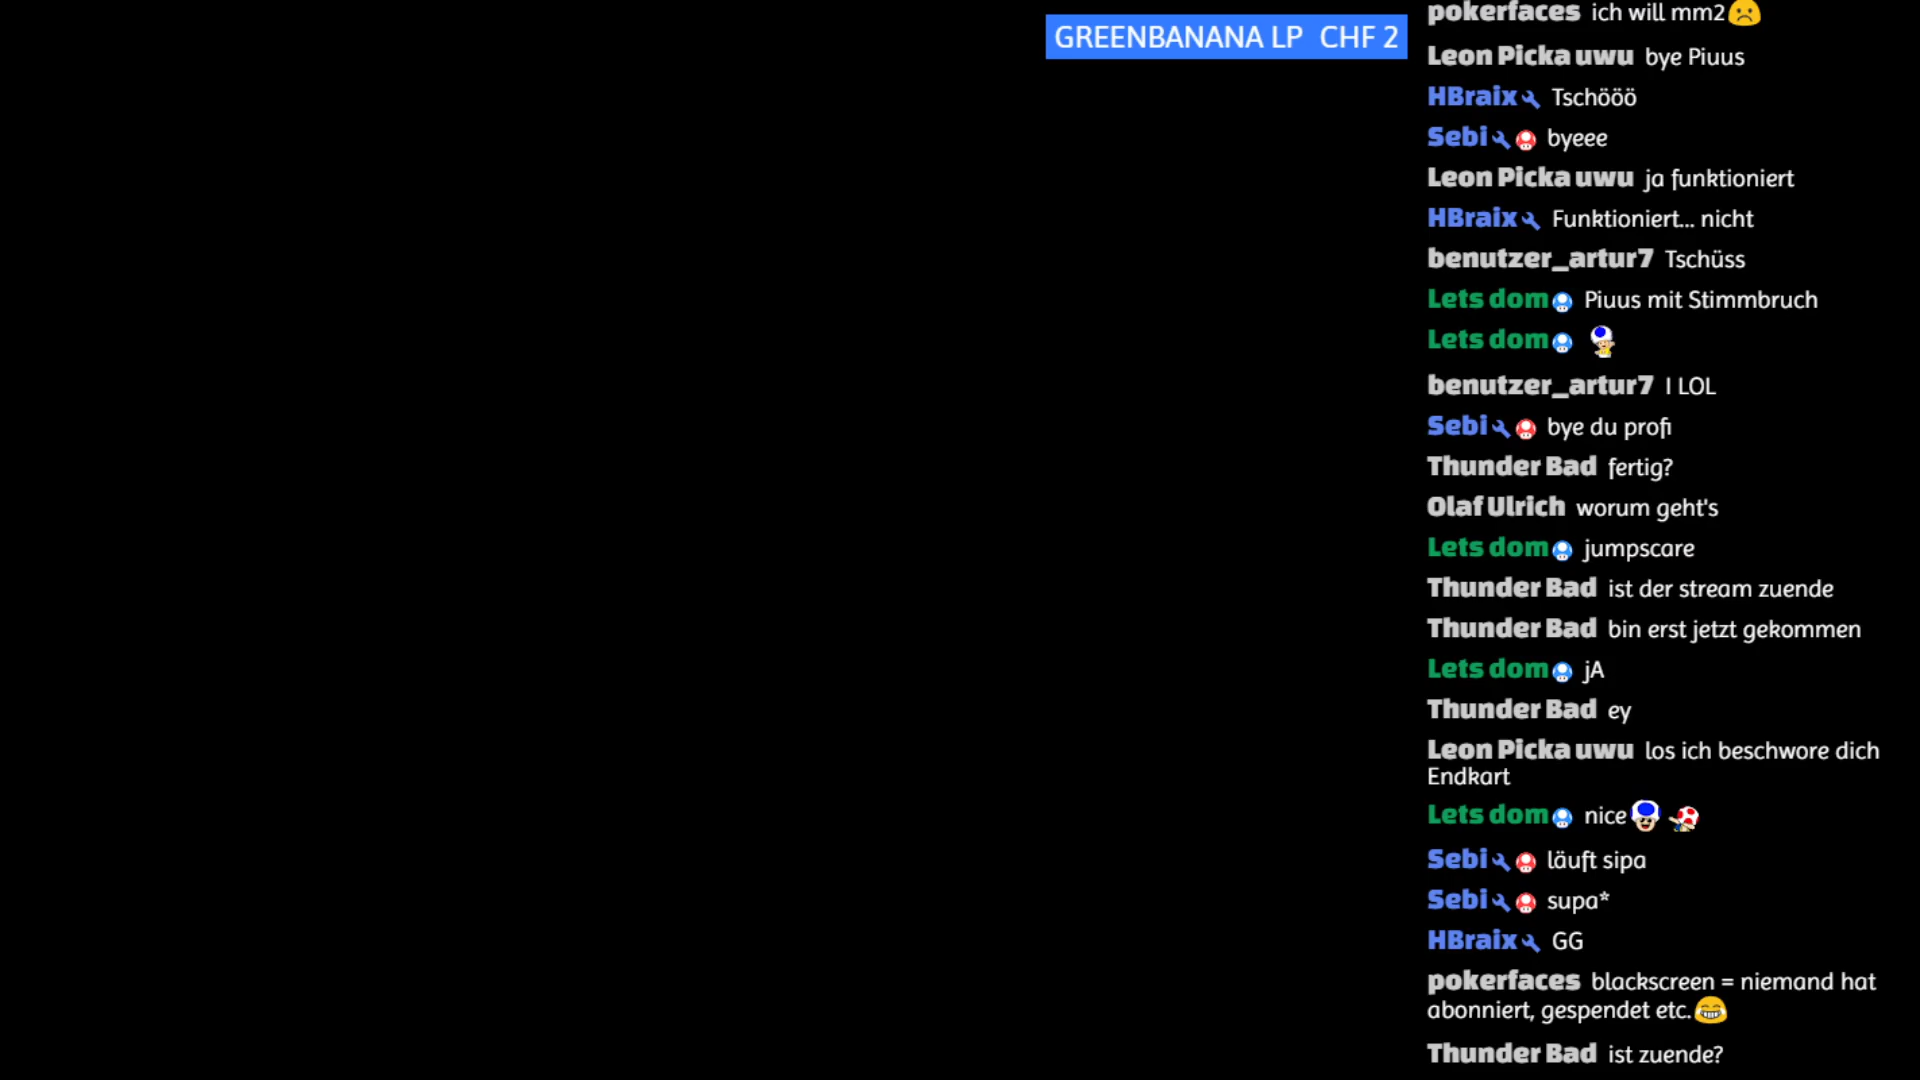 GREENBANANA LP CHF 2
pokerfaces ich will mm2
Leon Picka uwu bye Piuus
HBraix Tschööö
Sebi byeee
Leon Picka uwu ja funktioniert
HBraix Funktioniert... nicht
benutzer_artur7 Tschüss
Lets dom Piuus mit Stimmbruch
Lets dom
benutzer_artur7 I LOL
Sebi bye du profi
Thunder Bad fertig?
Olaf Ulrich worum geht's
Lets dom jumpscare
Thunder Bad ist der stream zuende
Thunder Bad bin erst jetzt gekommen
Lets dom jA
Thunder Bad ey
Leon Picka uwu los ich beschwore dich
Endkart
Lets dom nice
Sebi läuft sipa
Sebi supa*
HBraix GG
pokerfaces blackscreen = niemand hat
abonniert, gespendet etc.😂
Thunder Bad ist zuende?